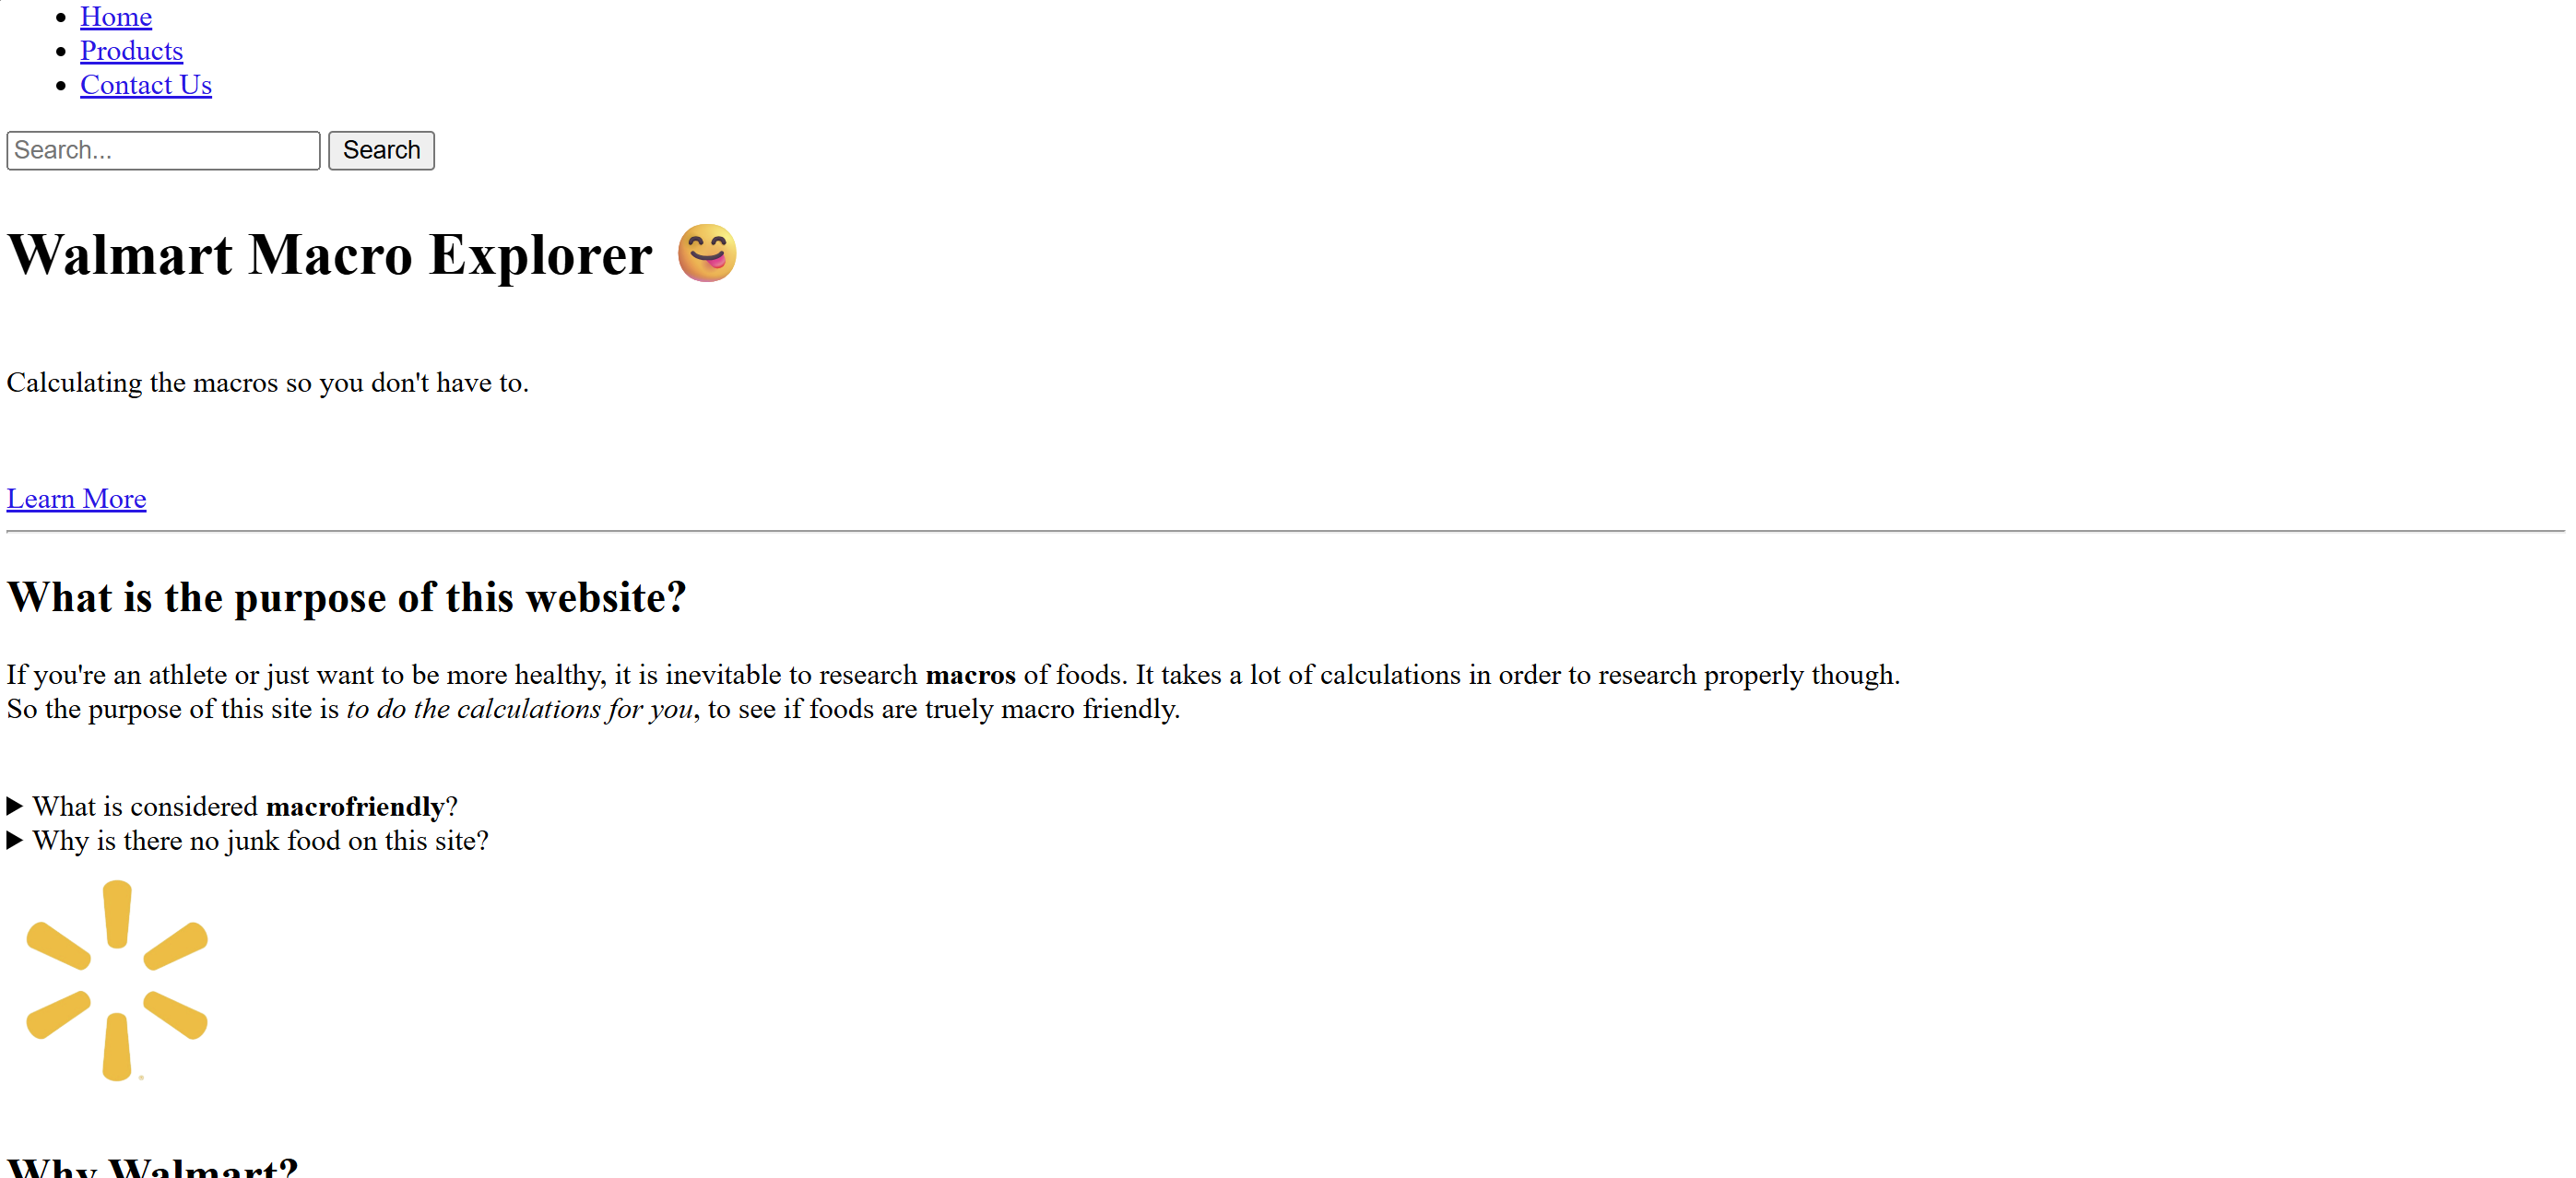 Home
Products
Contact Us
Search...
Search
Walmart Macro Explorer 😋
Calculating the macros so you don't have to.
Learn More
What is the purpose of this website?
If you're an athlete or just want to be more healthy, it is inevitable to research macros of foods. It takes a lot of calculations in order to research properly though.
So the purpose of this site is to do the calculations for you, to see if foods are truely macro friendly.
What is considered macrofriendly?
Why is there no junk food on this site?
Why Walmart?